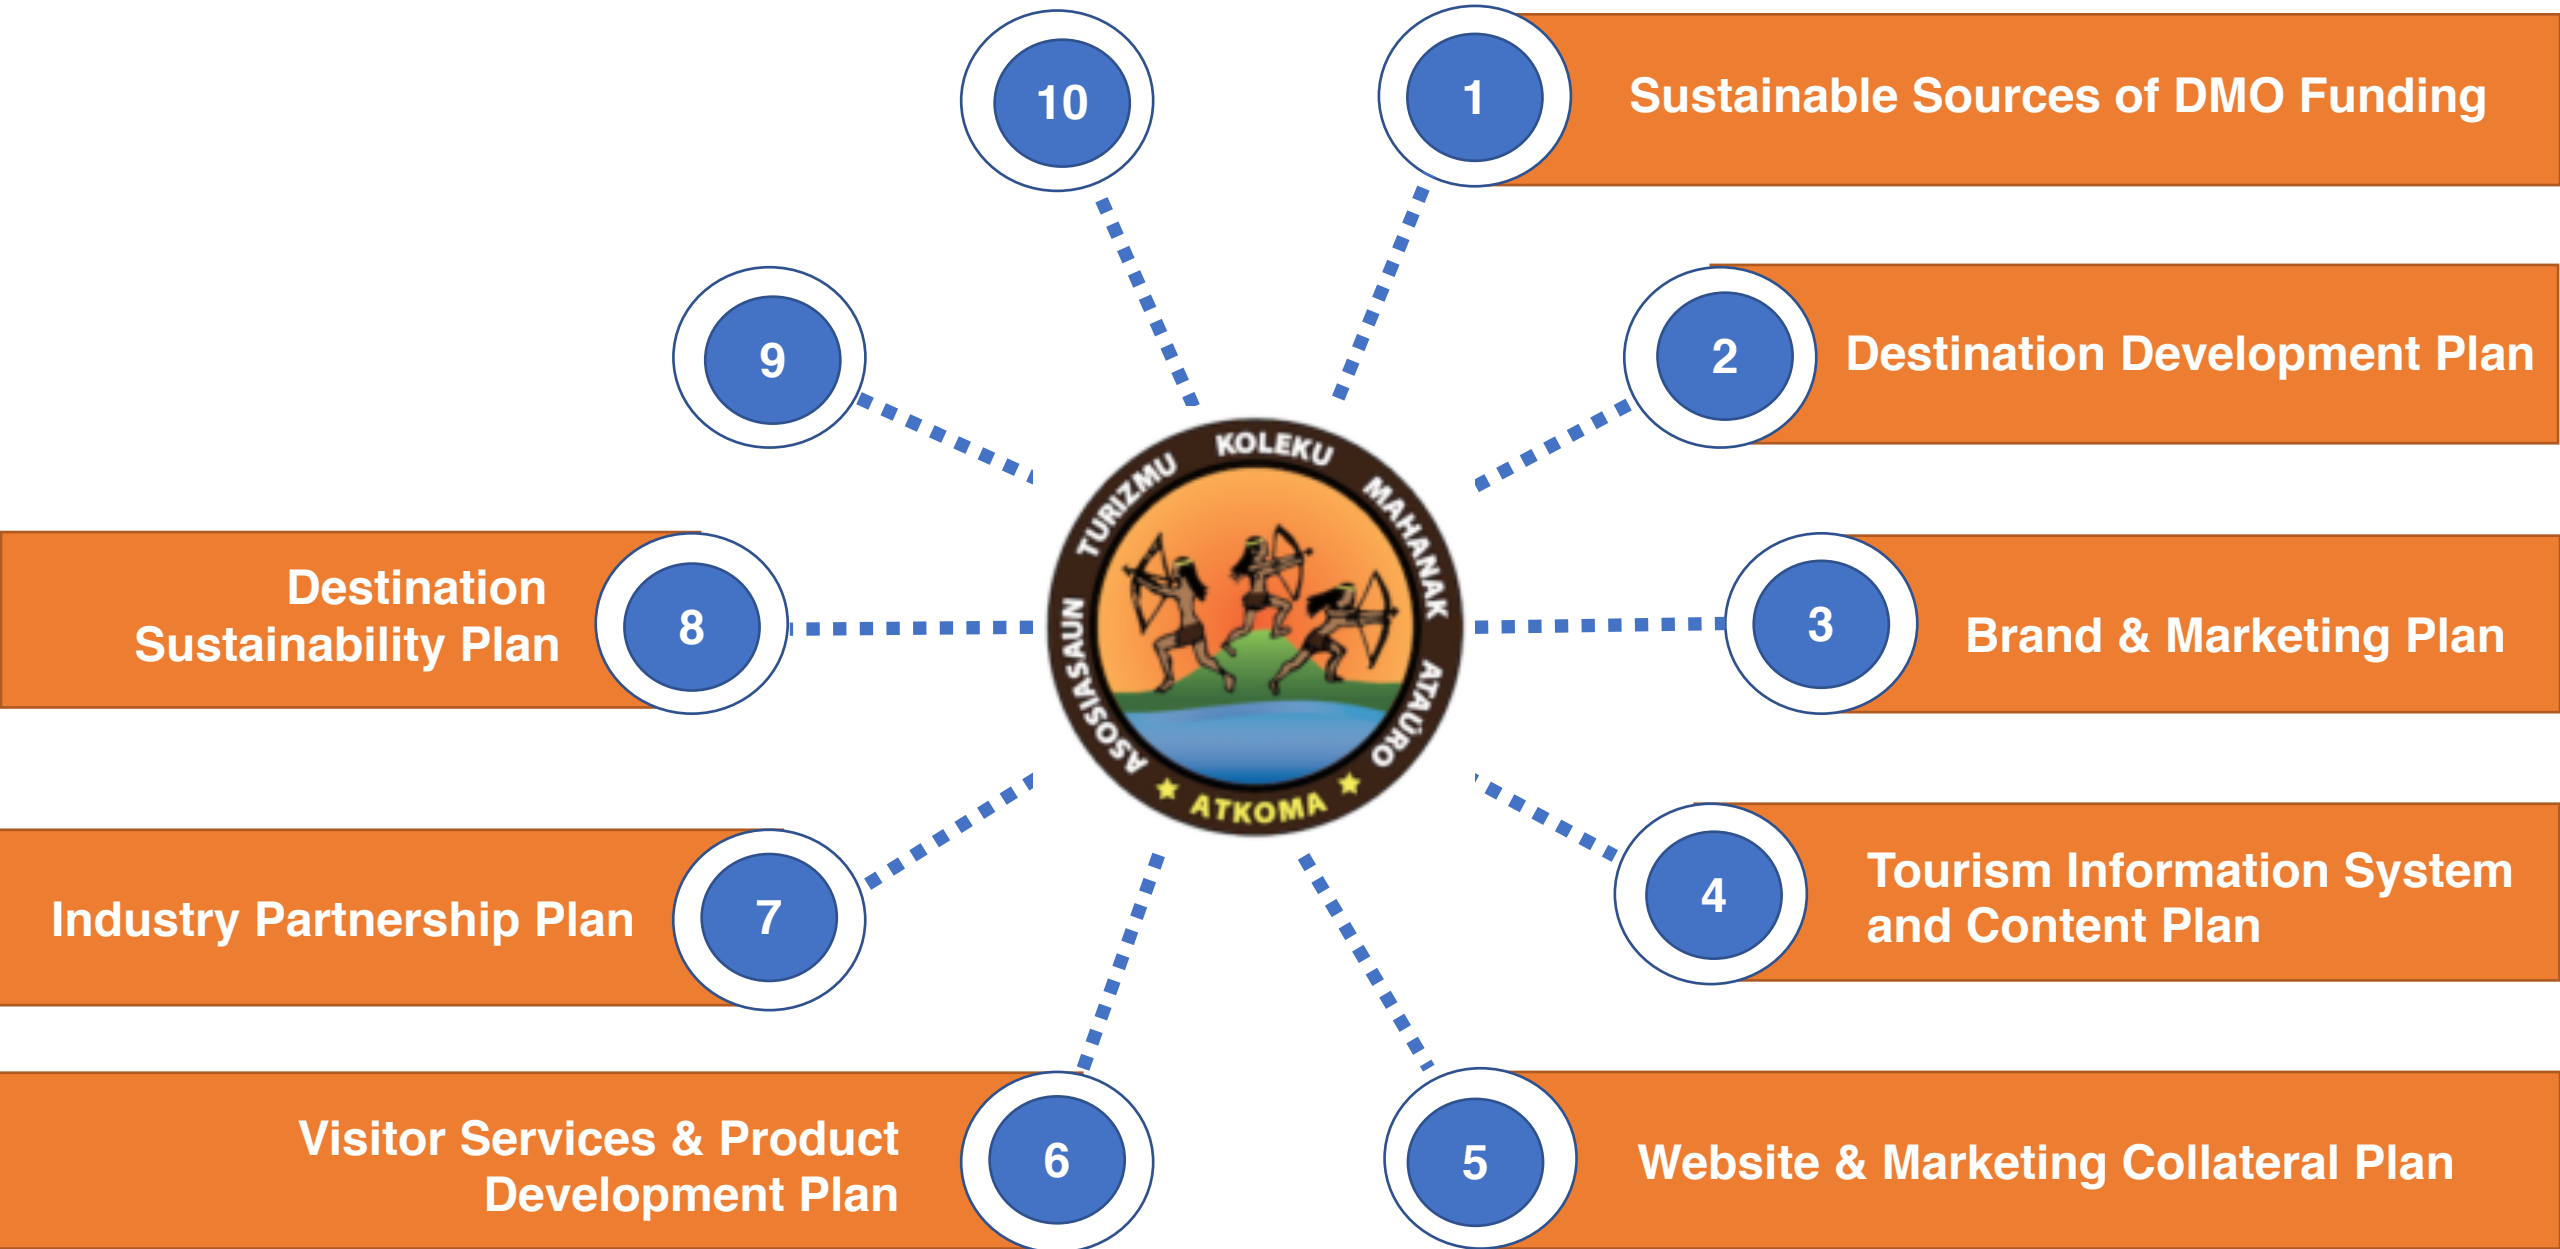 1
Sustainable Sources of DMO Funding
2
Destination Development Plan
3
Brand & Marketing Plan
4
Tourism Information System
and Content Plan
5
Website & Marketing Collateral Plan
6
Visitor Services & Product
Development Plan
7
Industry Partnership Plan
8
Destination
Sustainability Plan
9
10
ASOSIASAUN TURIZMU KOLEKU MAHANAK ATAÚRO
ATKOMA